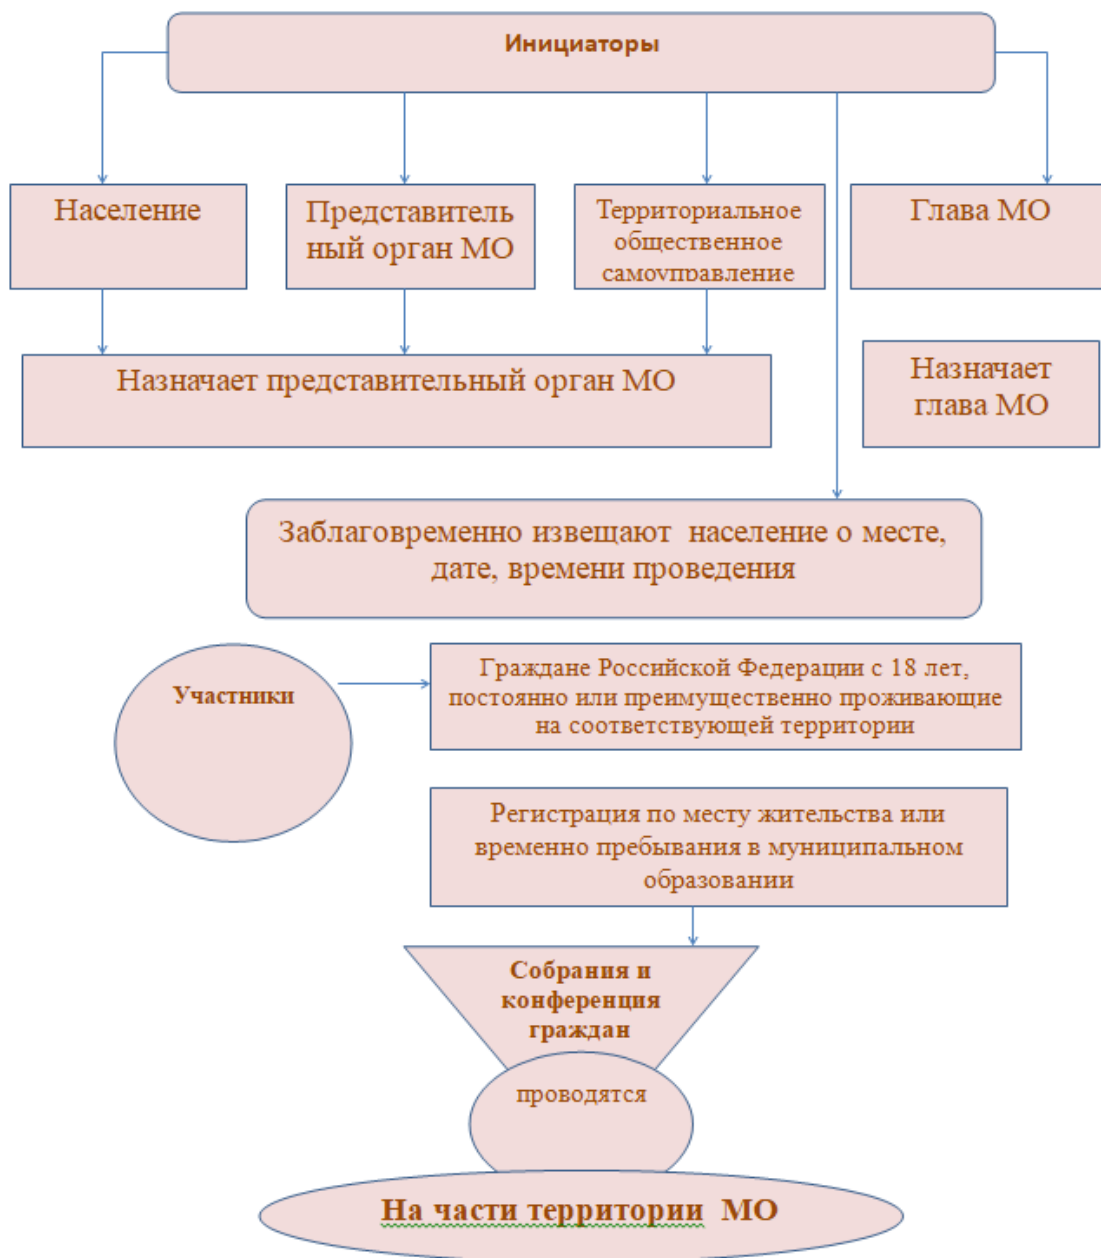 Инициаторы
Население
Представитель
ный орган МО
Территориальное
общественное
самоуправление
Глава МО
Назначает представительный орган МО
Назначает
глава МО
Заблаговременно извещают  население о месте,
дате, времени проведения
Участники
Граждане Российской Федерации с 18 лет,
постоянно или преимущественно проживающие
на соответствующей территории
Регистрация по месту жительства или
временно пребывания в муниципальном
образовании
Собрания и
конференция
граждан
проводятся
На части территории  МО